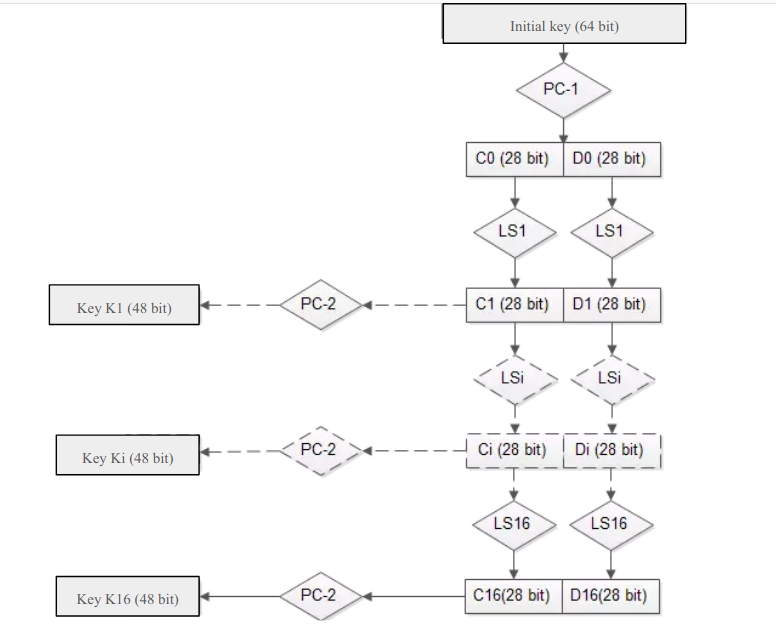 Initial key (64 bit)
PC-1
C0 (28 bit) D0 (28 bit)
LS1 LS1
Key K1 (48 bit) PC-2 C1 (28 bit) D1 (28 bit)
LSi LSi
Key Ki (48 bit) PC-2 Ci (28 bit) Di (28 bit)
LS16 LS16
Key K16 (48 bit) PC-2 C16(28 bit) D16(28 bit)